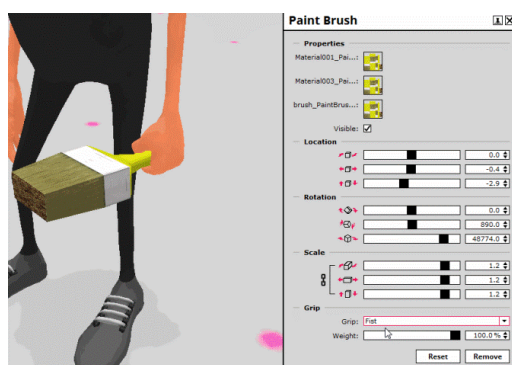 Paint Brush
Properties
Material001_Pai...:
Material003_Pai...:
brush_PaintBrus...:
Visible:
Location
0.0
-0.4
-2.9
Rotation
0.0
890.0
48774.0
Scale
1.2
1.2
1.2
Grip
Grip: Fist
Weight: 100.0 %
Reset Remove